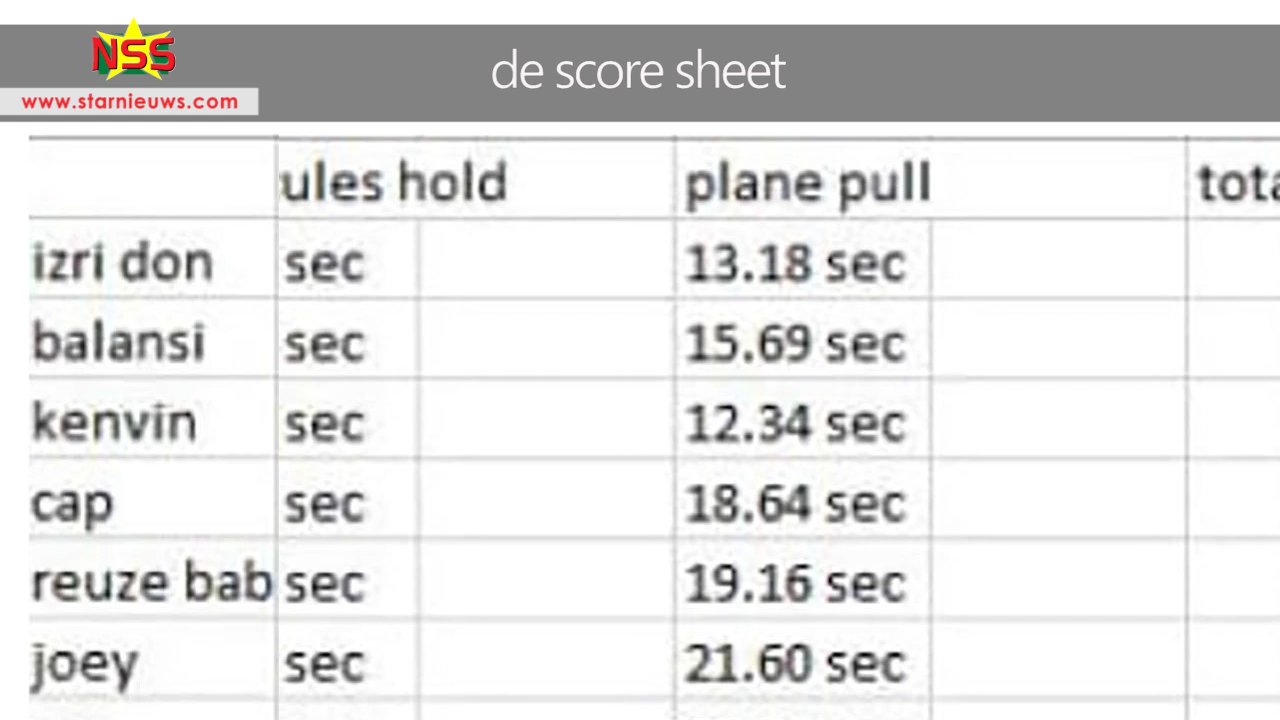 NSS
www.starnieuws.com
de score sheet
ules hold plane pull tota
izri don sec 13.18 sec
balansi sec 15.69 sec
kenvin sec 12.34 sec
cap sec 18.64 sec
reuze bab sec 19.16 sec
joey sec 21.60 sec